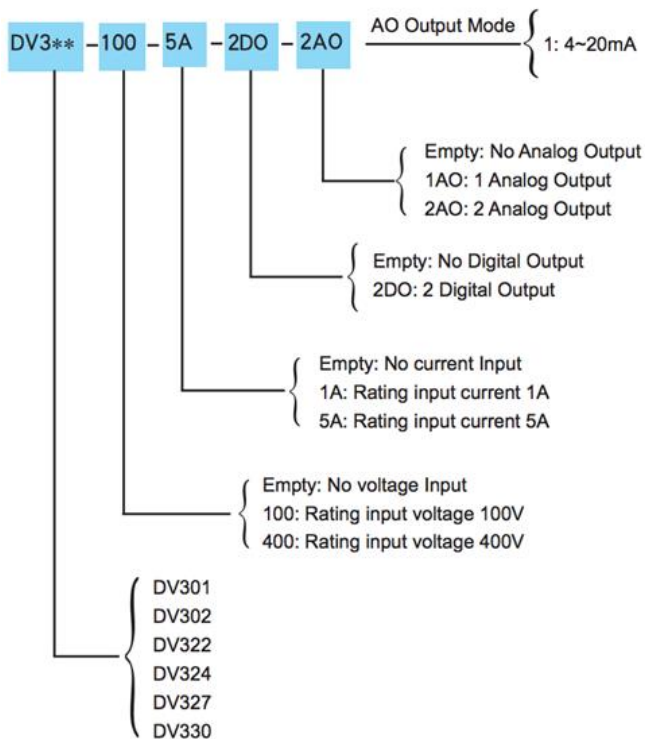 DV3** -100 - 5A - 2DO - 2AO AO Output Mode 1: 4~20mA
Empty: No Analog Output
1AO: 1 Analog Output
2AO: 2 Analog Output
Empty: No Digital Output
2DO: 2 Digital Output
Empty: No current Input
1A: Rating input current 1A
5A: Rating input current 5A
Empty: No voltage Input
100: Rating input voltage 100V
400: Rating input voltage 400V
DV301
DV302
DV322
DV324
DV327
DV330